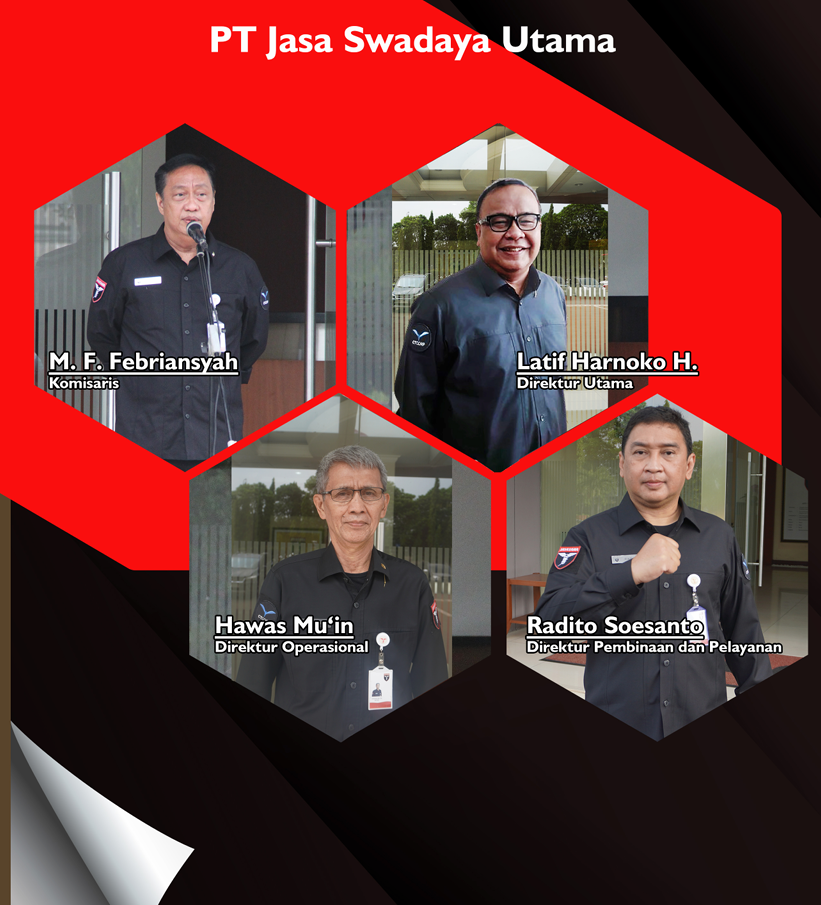 PT Jasa Swadaya Utama
M. F. Febriansyah
Komisaris
Latif Harnoko H.
Direktur Utama
Hawas Mu‘in
Direktur Operasional
Radito Soesanto
Direktur Pembinaan dan Pelayanan